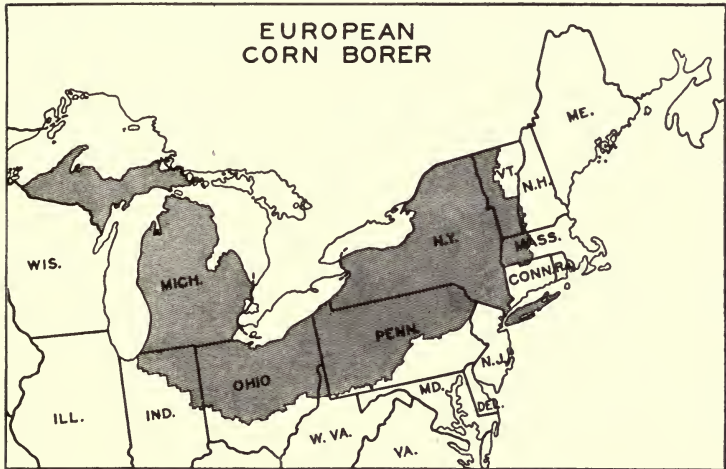 EUROPEAN
CORN BORER
ME.
VT.
N.H.
N.Y.
MASS.
WIS.
CONN.
R.I.
MICH.
PENN.
N.J.
OHIO
MD.
DEL.
ILL.
IND.
W. VA.
VA.